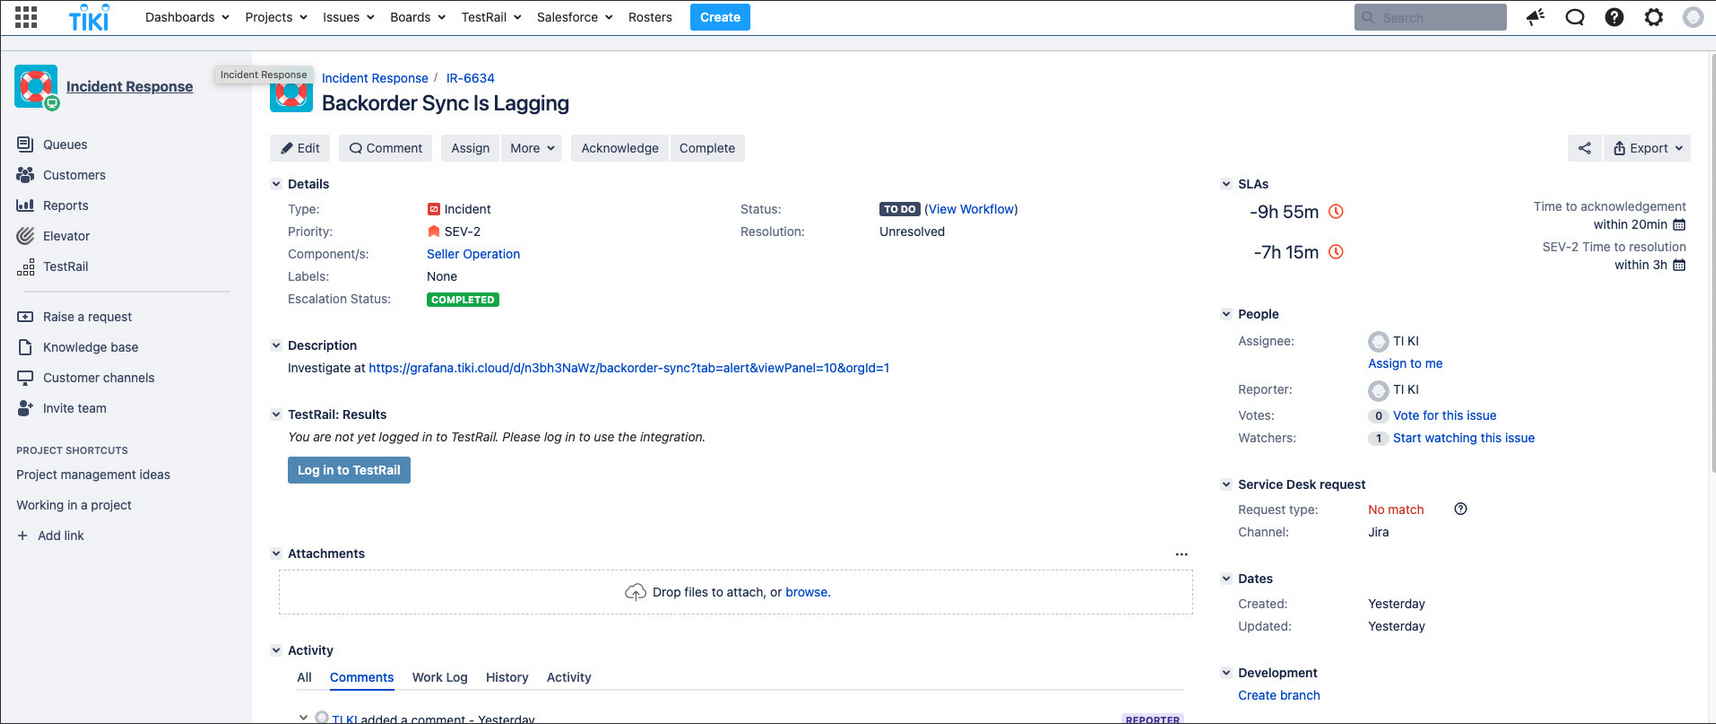 TIKI Dashboards Projects Issues Boards TestRail Salesforce Rosters Create Search
Incident Response
Queues
Customers
Reports
Elevator
TestRail
Raise a request
Knowledge base
Customer channels
Invite team
PROJECT SHORTCUTS
Project management ideas
Working in a project
+ Add link
Incident Response
Incident Response / IR-6634
Backorder Sync Is Lagging
Edit Comment Assign More Acknowledge Complete Export
Details
Type: Incident Status: TO DO (View Workflow)
Priority: SEV-2 Resolution: Unresolved
Component/s: Seller Operation
Labels: None
Escalation Status: COMPLETED
Description
Investigate at https://grafana.tiki.cloud/d/n3bh3NaWz/backorder-sync?tab=alert&viewPanel=10&orgId=1
TestRail: Results
You are not yet logged in to TestRail. Please log in to use the integration.
Log in to TestRail
Attachments
Drop files to attach, or browse.
Activity
All Comments Work Log History Activity
TI KI added a comment - Yesterday REPORTER
SLAs
-9h 55m Time to acknowledgement
within 20min
-7h 15m SEV-2 Time to resolution
within 3h
People
Assignee: TI KI
Assign to me
Reporter: TI KI
Votes: 0 Vote for this issue
Watchers: 1 Start watching this issue
Service Desk request
Request type: No match
Channel: Jira
Dates
Created: Yesterday
Updated: Yesterday
Development
Create branch